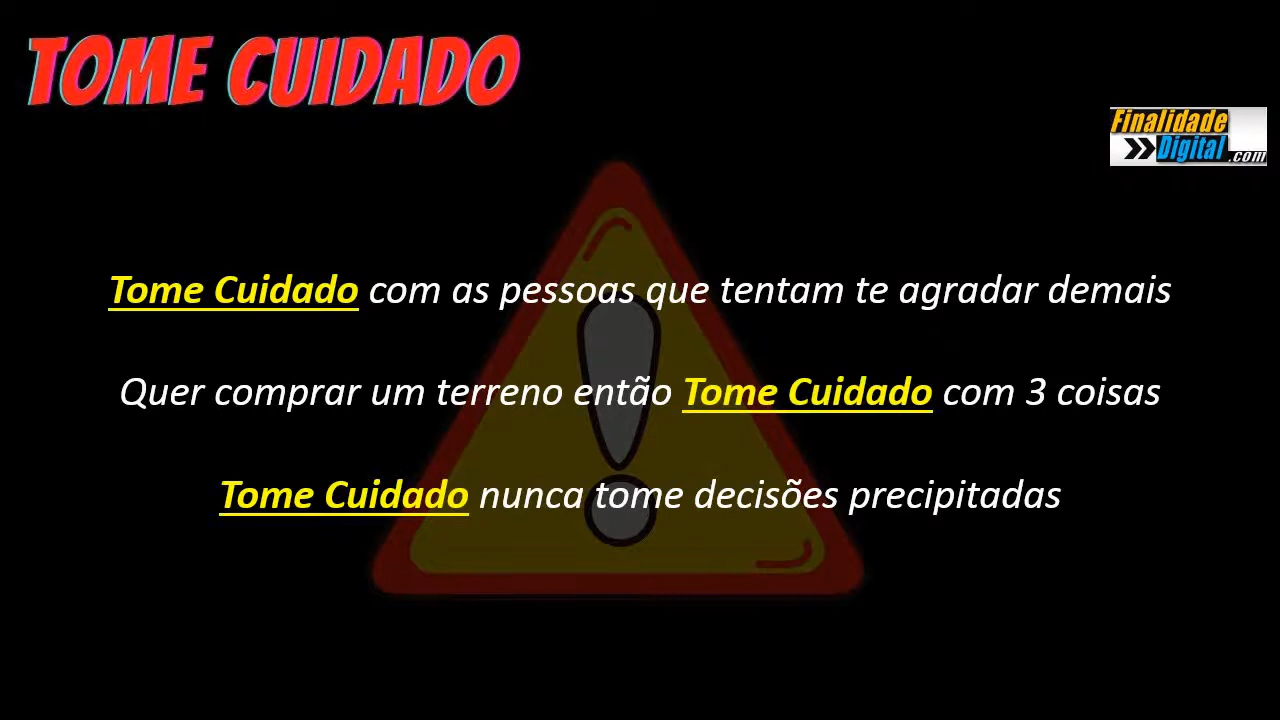 TOME CUIDADO
Finalidade
Digital .com
Tome Cuidado com as pessoas que tentam te agradar demais
Quer comprar um terreno então Tome Cuidado com 3 coisas
Tome Cuidado nunca tome decisões precipitadas